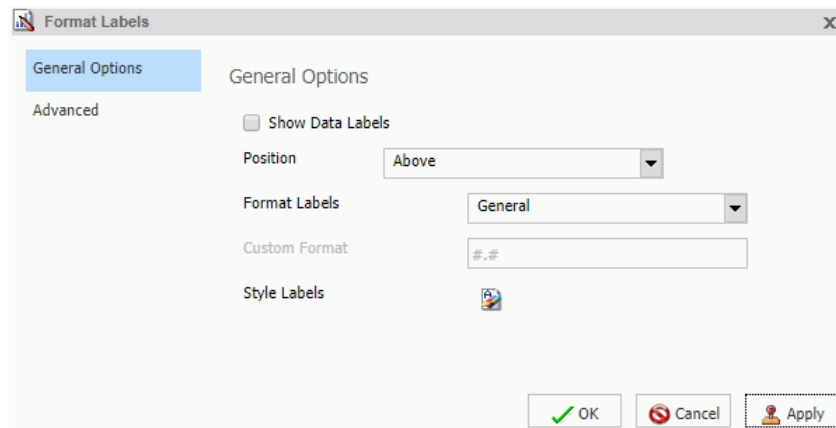 Format Labels x
General Options
Advanced
General Options
Show Data Labels
Position Above
Format Labels General
Custom Format #.#
Style Labels
OK Cancel Apply